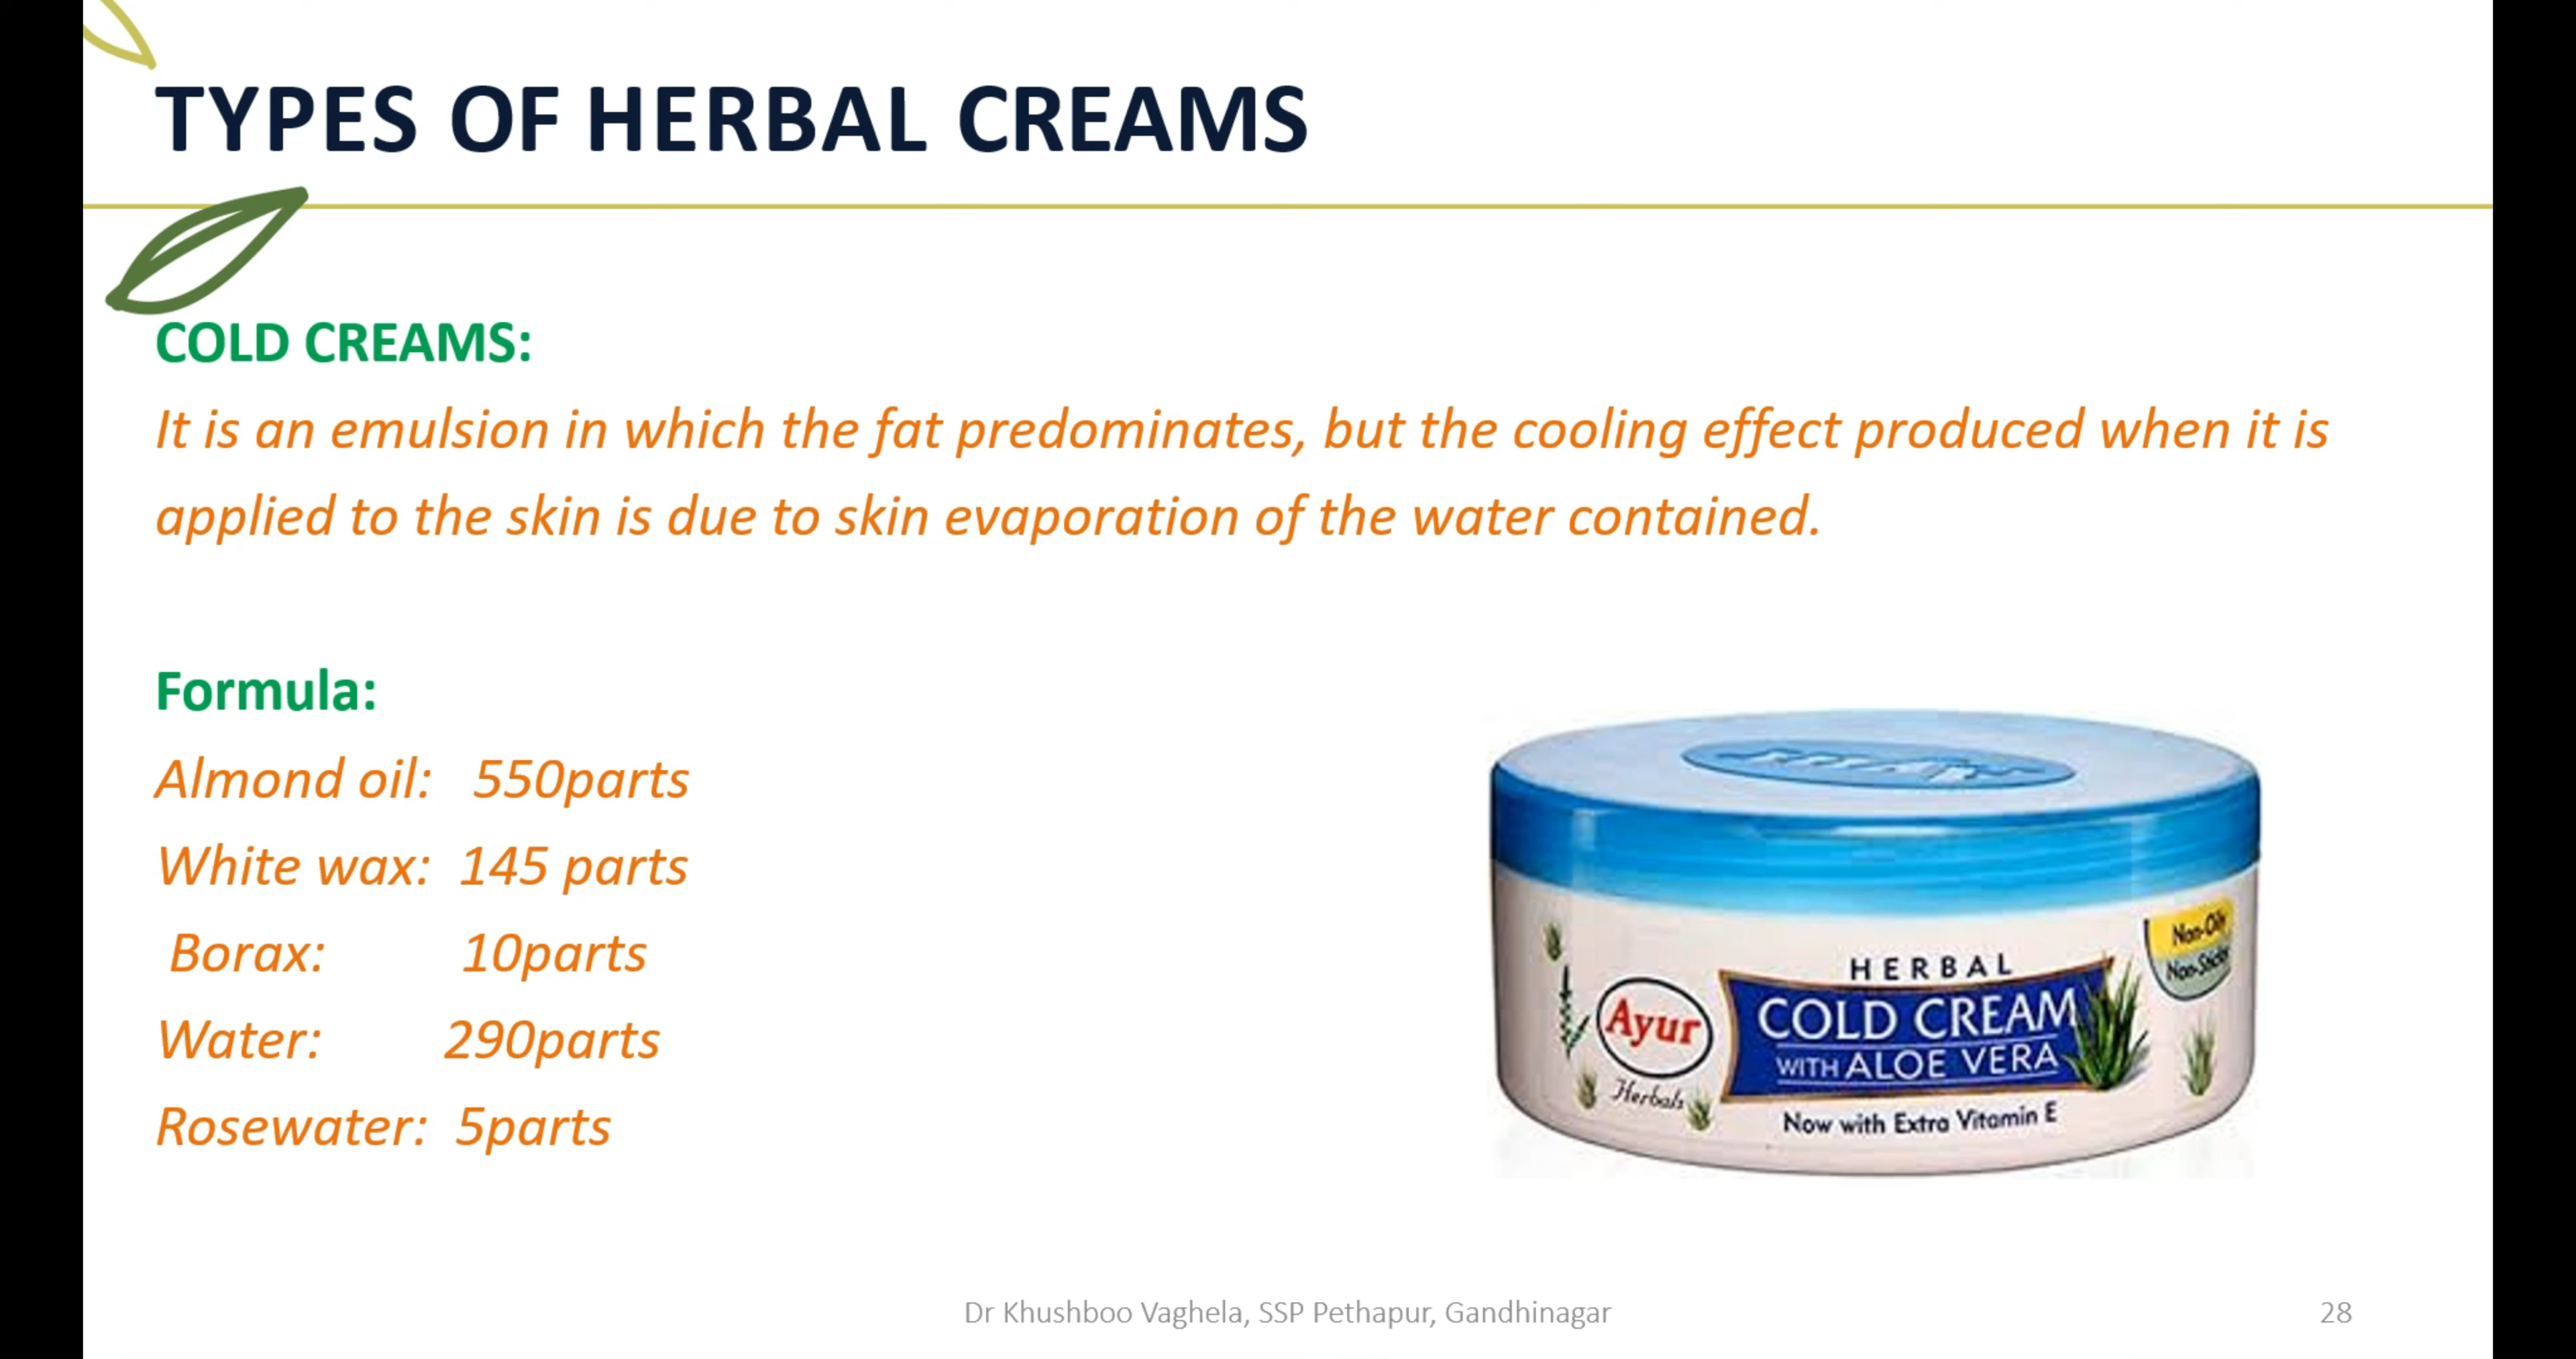 TYPES OF HERBAL CREAMS
COLD CREAMS:
It is an emulsion in which the fat predominates, but the cooling effect produced when it is
applied to the skin is due to skin evaporation of the water contained.
Formula:
Almond oil: 550parts
White wax: 145 parts
Borax: 10parts
Water: 290parts
Rosewater: 5parts
Non-Oily
HERBAL
COLD CREAM
WITH ALOE VERA
Ayur
Herbals
Now with Extra Vitamin E
Dr Khushboo Vaghela, SSP Pethapur, Gandhinagar
28